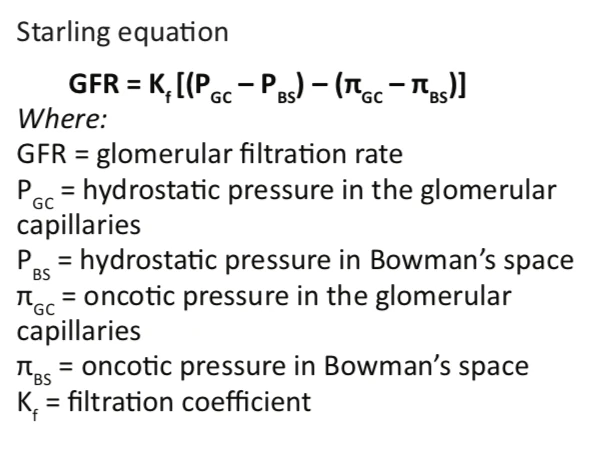 Starling equation
GFR = Kf [(PGC – PBS) – (πGC – πBS)]
Where:
GFR = glomerular filtration rate
PGC = hydrostatic pressure in the glomerular
capillaries
PBS = hydrostatic pressure in Bowman’s space
πGC = oncotic pressure in the glomerular
capillaries
πBS = oncotic pressure in Bowman’s space
Kf = filtration coefficient